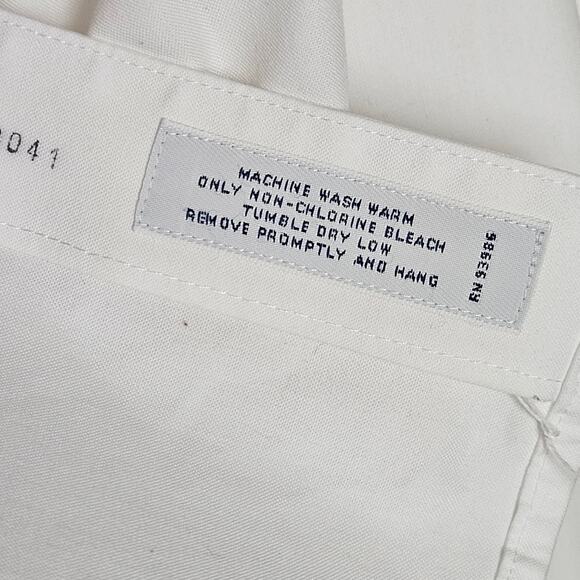 041
MACHINE WASH WARM
ONLY NON-CHLORINE BLEACH
TUMBLE DRY LOW
REMOVE PROMPTLY AND HANG
RN 93986